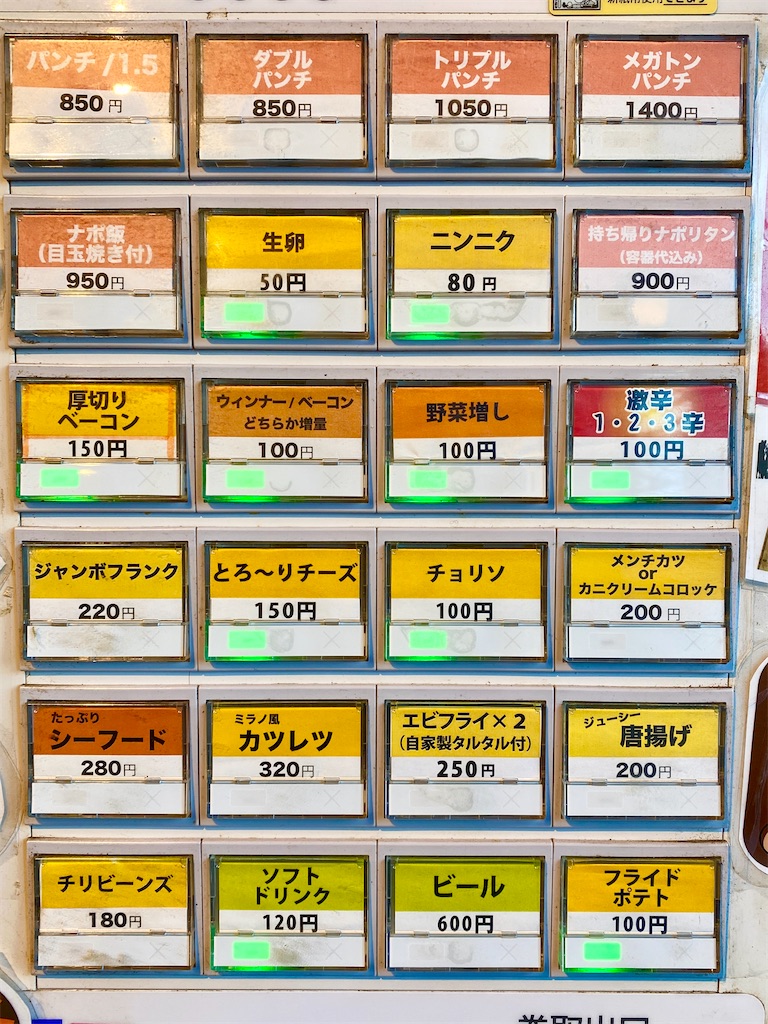 パンチ/1.5
850円
ダブル
パンチ
850円
トリプル
パンチ
1050円
メガトン
パンチ
1400円
ナポ飯
(目玉焼き付)
950円
生卵
50円
ニンニク
80円
持ち帰りナポリタン
(容器代込み)
900円
厚切り
ベーコン
150円
ウィンナー/ベーコン
どちらか増量
100円
野菜増し
100円
激辛
1・2・3辛
100円
ジャンボフランク
220円
とろ〜りチーズ
150円
チョリソ
100円
メンチカツ
or
カニクリームコロッケ
200円
たっぷり
シーフード
280円
ミラノ風
カツレツ
320円
エビフライ×2
(自家製タルタル付)
250円
ジューシー
唐揚げ
200円
チリビーンズ
180円
ソフト
ドリンク
120円
ビール
600円
フライド
ポテト
100円